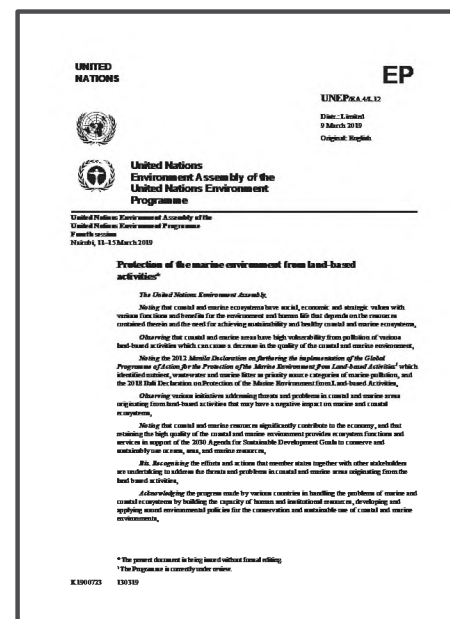 UNITED
NATIONS
EP
UNEP/EA.4/L.12
Distr.: Limited
9 March 2019
Original: English
United Nations
Environment Assembly of the
United Nations Environment
Programme
United Nations Environment Assembly of the
United Nations Environment Programme
Fourth session
Nairobi, 11–15 March 2019
Protection of the marine environment from land-based
activities*
The United Nations Environment Assembly,
Noting that coastal and marine ecosystems have social, economic and strategic values with
various functions and benefits for the environment and human life that depends on the resources
contained therein and the need for achieving sustainability and healthy coastal and marine ecosystems,
Observing that coastal and marine areas have high vulnerability from pollution of various
land-based activities which can cause a decrease in the quality of the coastal and marine environment,
Noting the 2012 Manila Declaration on furthering the implementation of the Global
Programme of Action for the Protection of the Marine Environment from Land-based Activities¹ which
identified nutrient, wastewater and marine litter as priority source categories of marine pollution, and
the 2018 Bali Declaration on Protection of the Marine Environment from Land-based Activities,
Observing various initiatives addressing threats and problems in coastal and marine areas
originating from land-based activities that may have a negative impact on marine and coastal
ecosystems,
Noting that coastal and marine resources significantly contribute to the economy, and that
retaining the high quality of the coastal and marine environment provides ecosystem functions and
services in support of the 2030 Agenda for Sustainable Development Goals to conserve and
sustainably use oceans, seas, and marine resources,
Bis. Recognizing the efforts and actions that member states together with other stakeholders
are undertaking to address the threats and problems in coastal and marine areas originating from the
land based activities,
Acknowledging the progress made by various countries in handling the problems of marine and
coastal ecosystems by building the capacity of human and institutional resources, developing and
applying sound environmental policies for the conservation and sustainable use of coastal and marine
environments,
* The present document is being issued without formal editing.
¹ The Programme is currently under review.
K1900723 130319